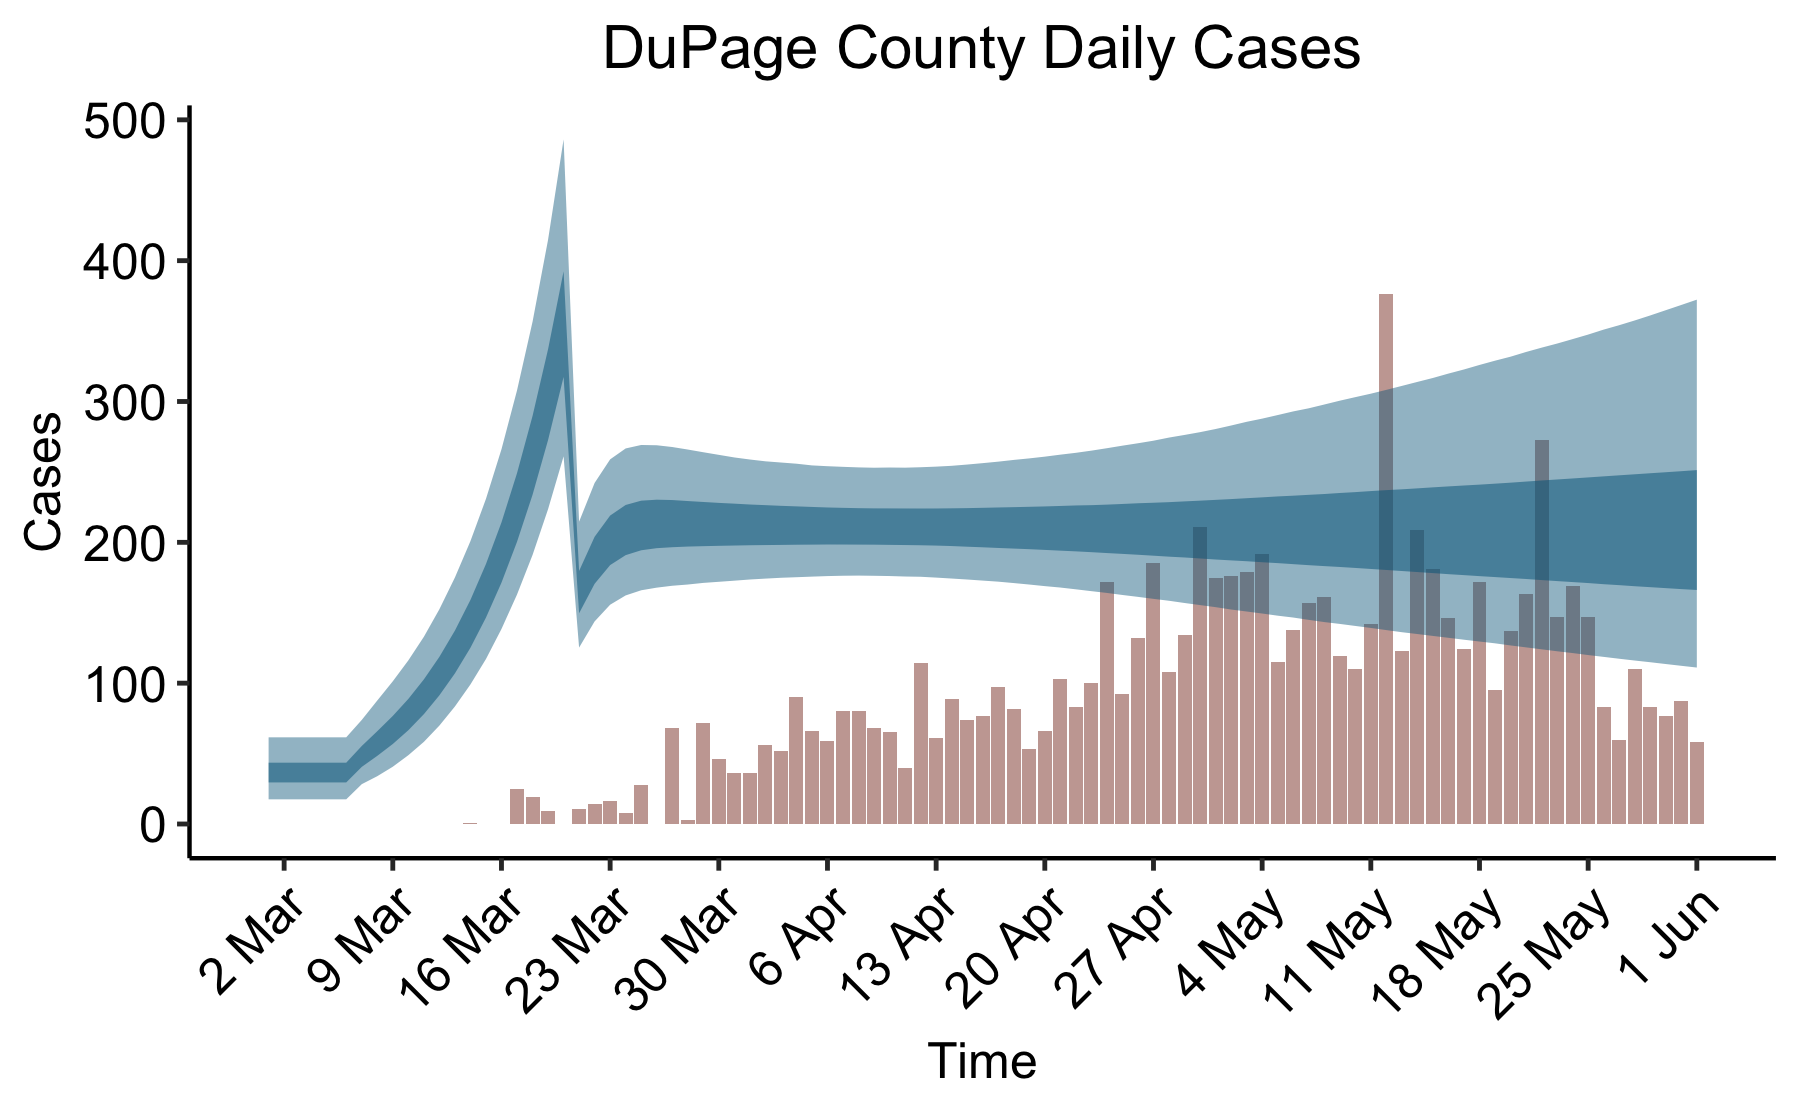 DuPage County Daily Cases
500
400
300
200
100
0
Cases
2 Mar
9 Mar
16 Mar
23 Mar
30 Mar
6 Apr
13 Apr
20 Apr
27 Apr
4 May
11 May
18 May
25 May
1 Jun
Time